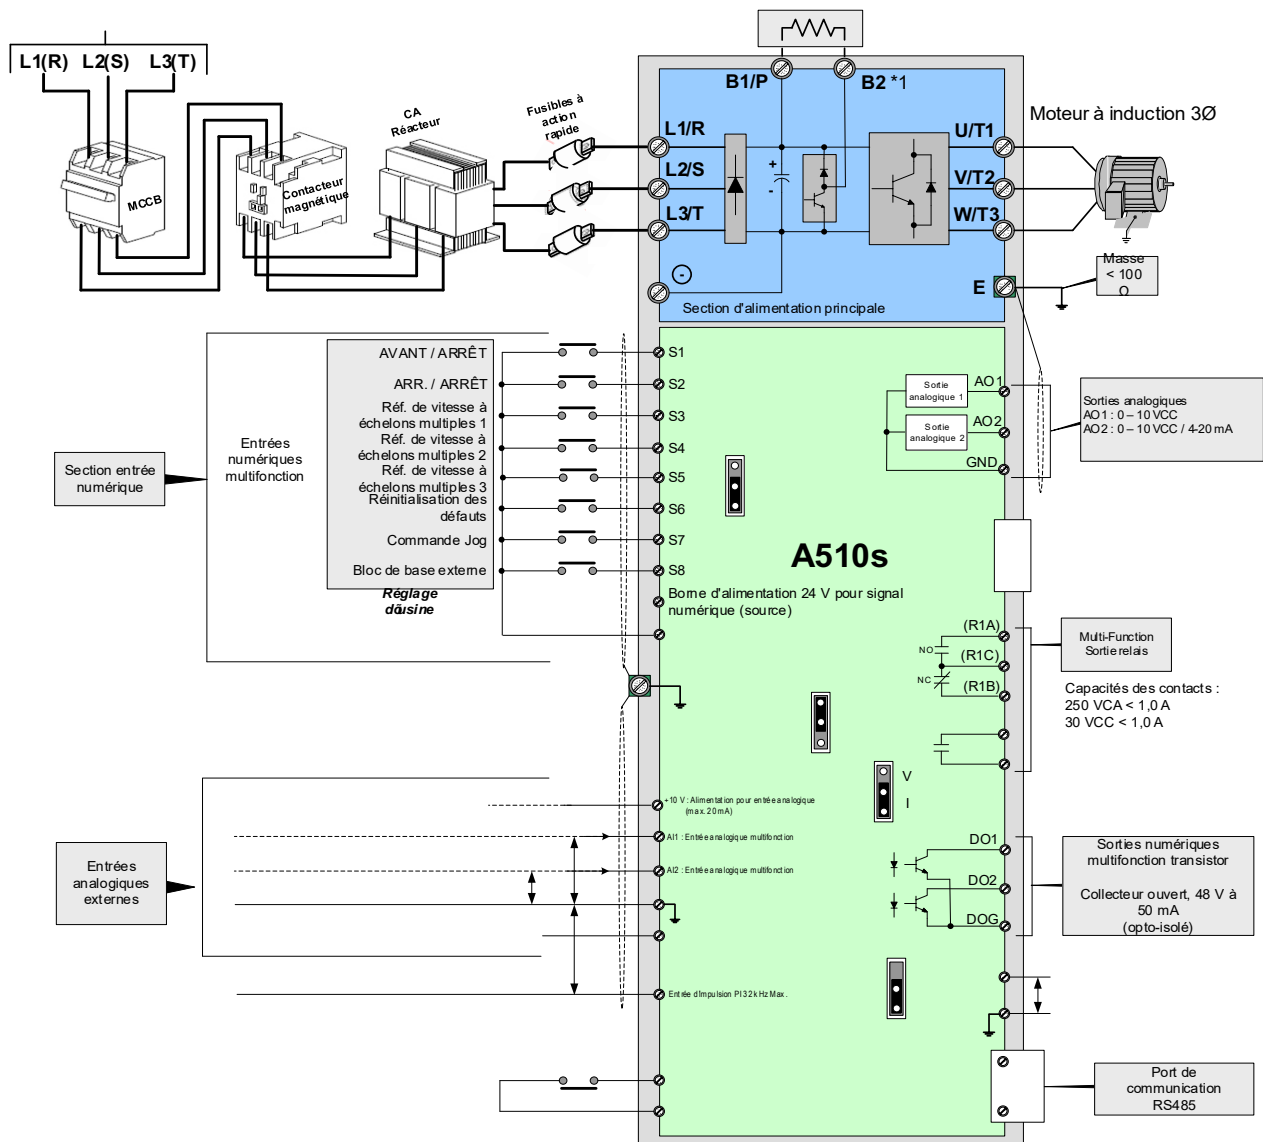 L1(R) L2(S) L3(T)
MCCB
Contacteur
magnétique
CA
Réacteur
Fusibles à
action
rapide
B1/P
B2 *1
L1/R
L2/S
L3/T
+
-
-
U/T1
V/T2
W/T3
E
Section d'alimentation principale
Moteur à induction 3Ø
Masse
< 100
Ω
Section entrée
numérique
Entrées
numériques
multifonction
AVANT / ARRÊT
ARR. / ARRÊT
Réf. de vitesse à
échelons multiples 1
Réf. de vitesse à
échelons multiples 2
Réf. de vitesse à
échelons multiples 3
Réinitialisation des
défauts
Commande Jog
Bloc de base externe
Réglage
S1
S2
S3
S4
S5
S6
S7
S8
A510s
Borne d'alimentation 24 V pour signal
numérique (source)
Sortie
analogique 1
Sortie
analogique 2
AO1
AO2
GND
Sorties analogiques
AO1 : 0 – 10 VCC
AO2 : 0 – 10 VCC / 4-20 mA
(R1A)
NO
(R1C)
NC
(R1B)
Multi-Function
Sortie relais
Capacités des contacts :
250 VCA < 1,0 A
30 VCC < 1,0 A
V
I
Entrées
analogiques
externes
+10 V : Alimentation pour entrée analogique
(max. 20 mA)
AI1 : Entrée analogique multifonction
AI2 : Entrée analogique multifonction
Entrée d'Impulsion PI 32 kHz Max.
DO1
DO2
DOG
Sorties numériques
multifonction transistor
Collecteur ouvert, 48 V à
50 mA
(opto-isolé)
Port de
communication
RS485